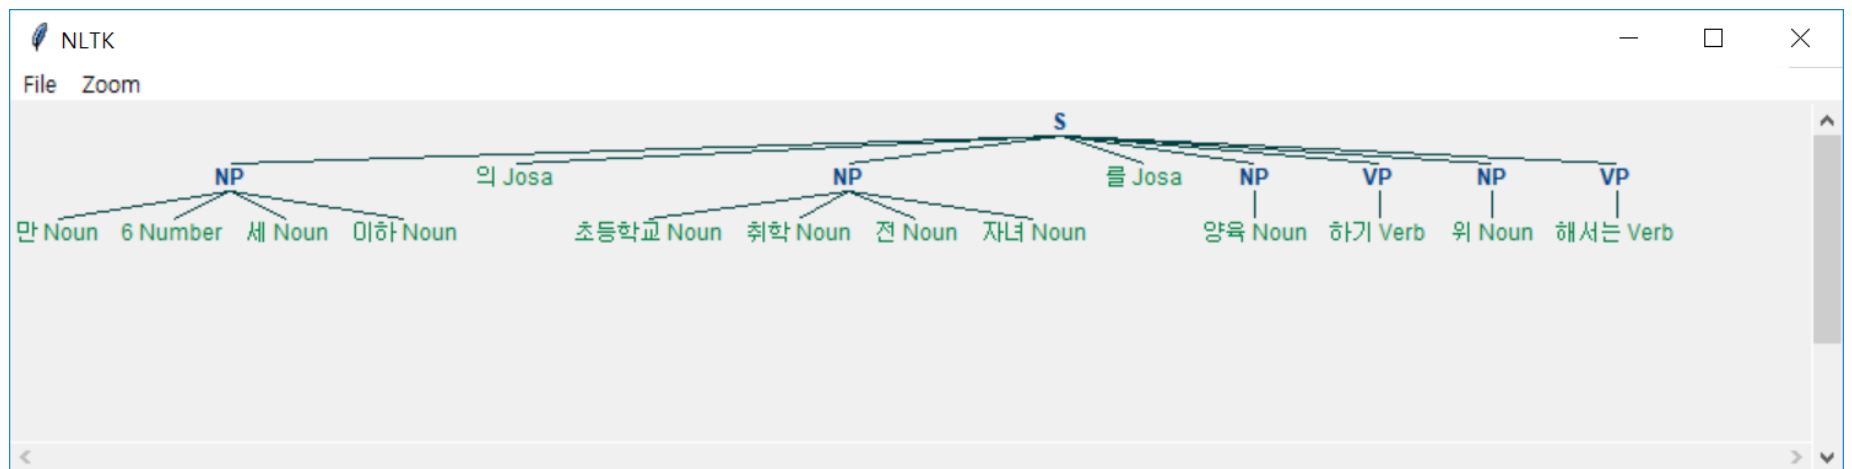 NLTK
File Zoom
S
NP 의 Josa NP 를 Josa NP VP NP VP
만 Noun 6 Number 세 Noun 이하 Noun 초등학교 Noun 취학 Noun 전 Noun 자녀 Noun 양육 Noun 하기 Verb 위 Noun 해서는 Verb